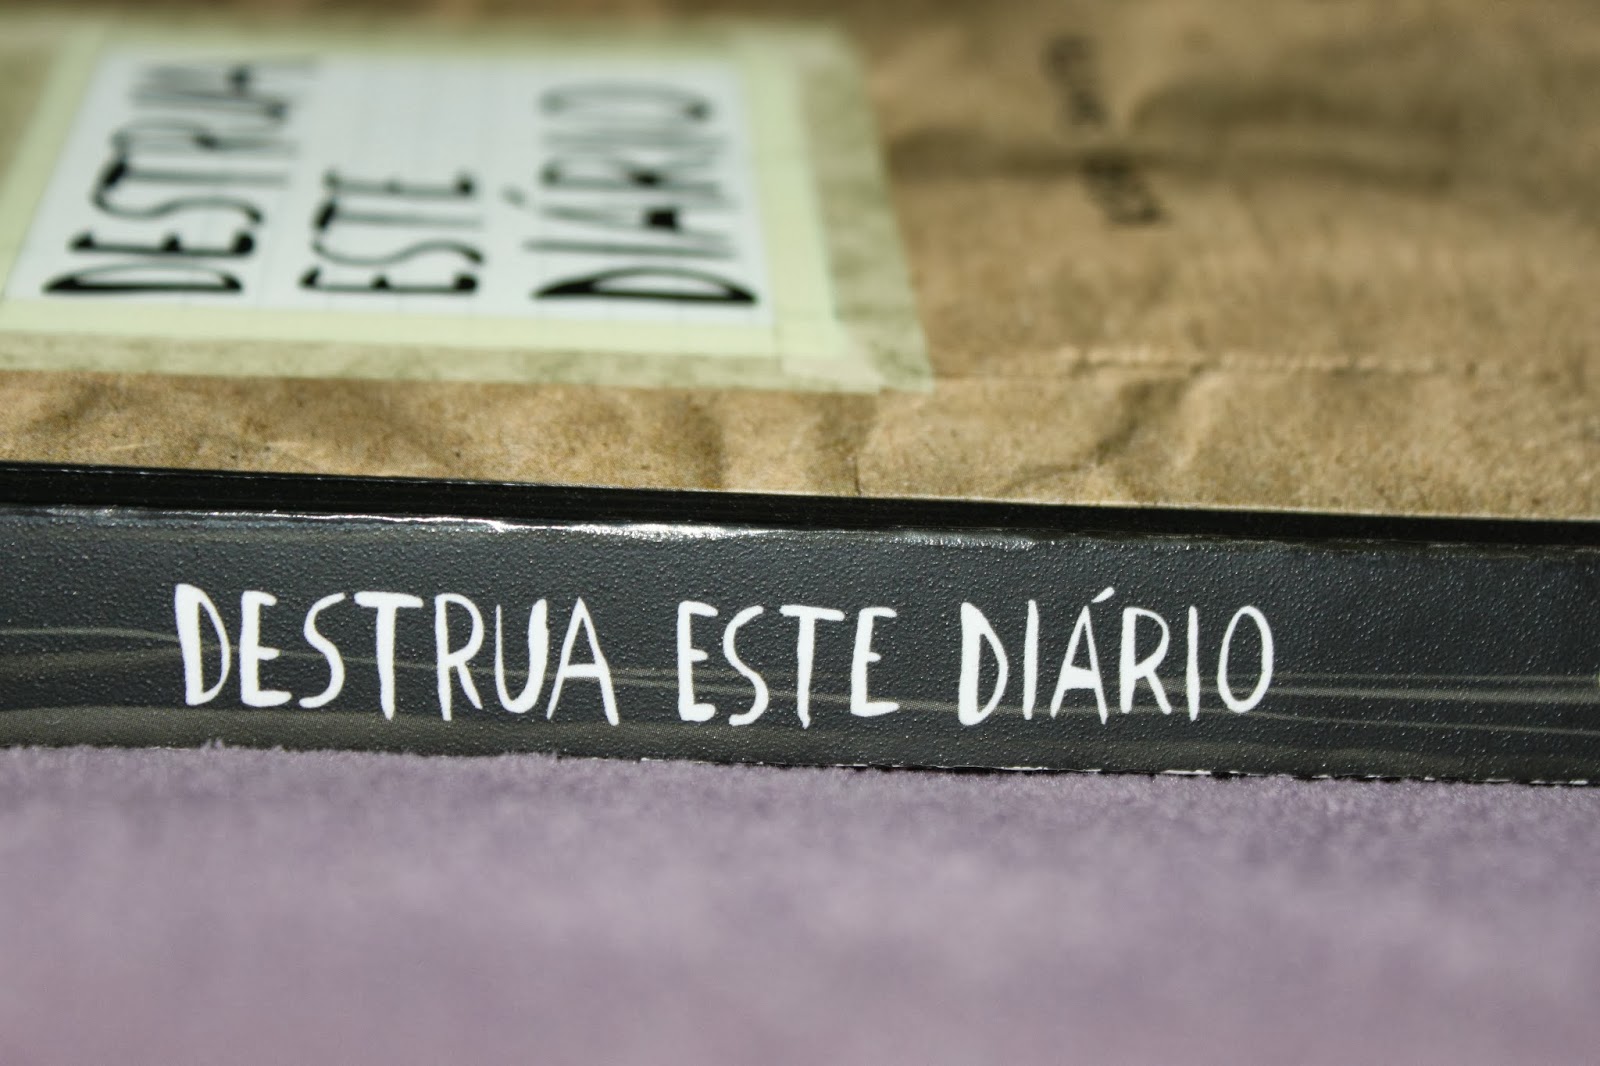 DESTRUA
ESTE
DIÁRIO
DESTRUA ESTE DIÁRIO